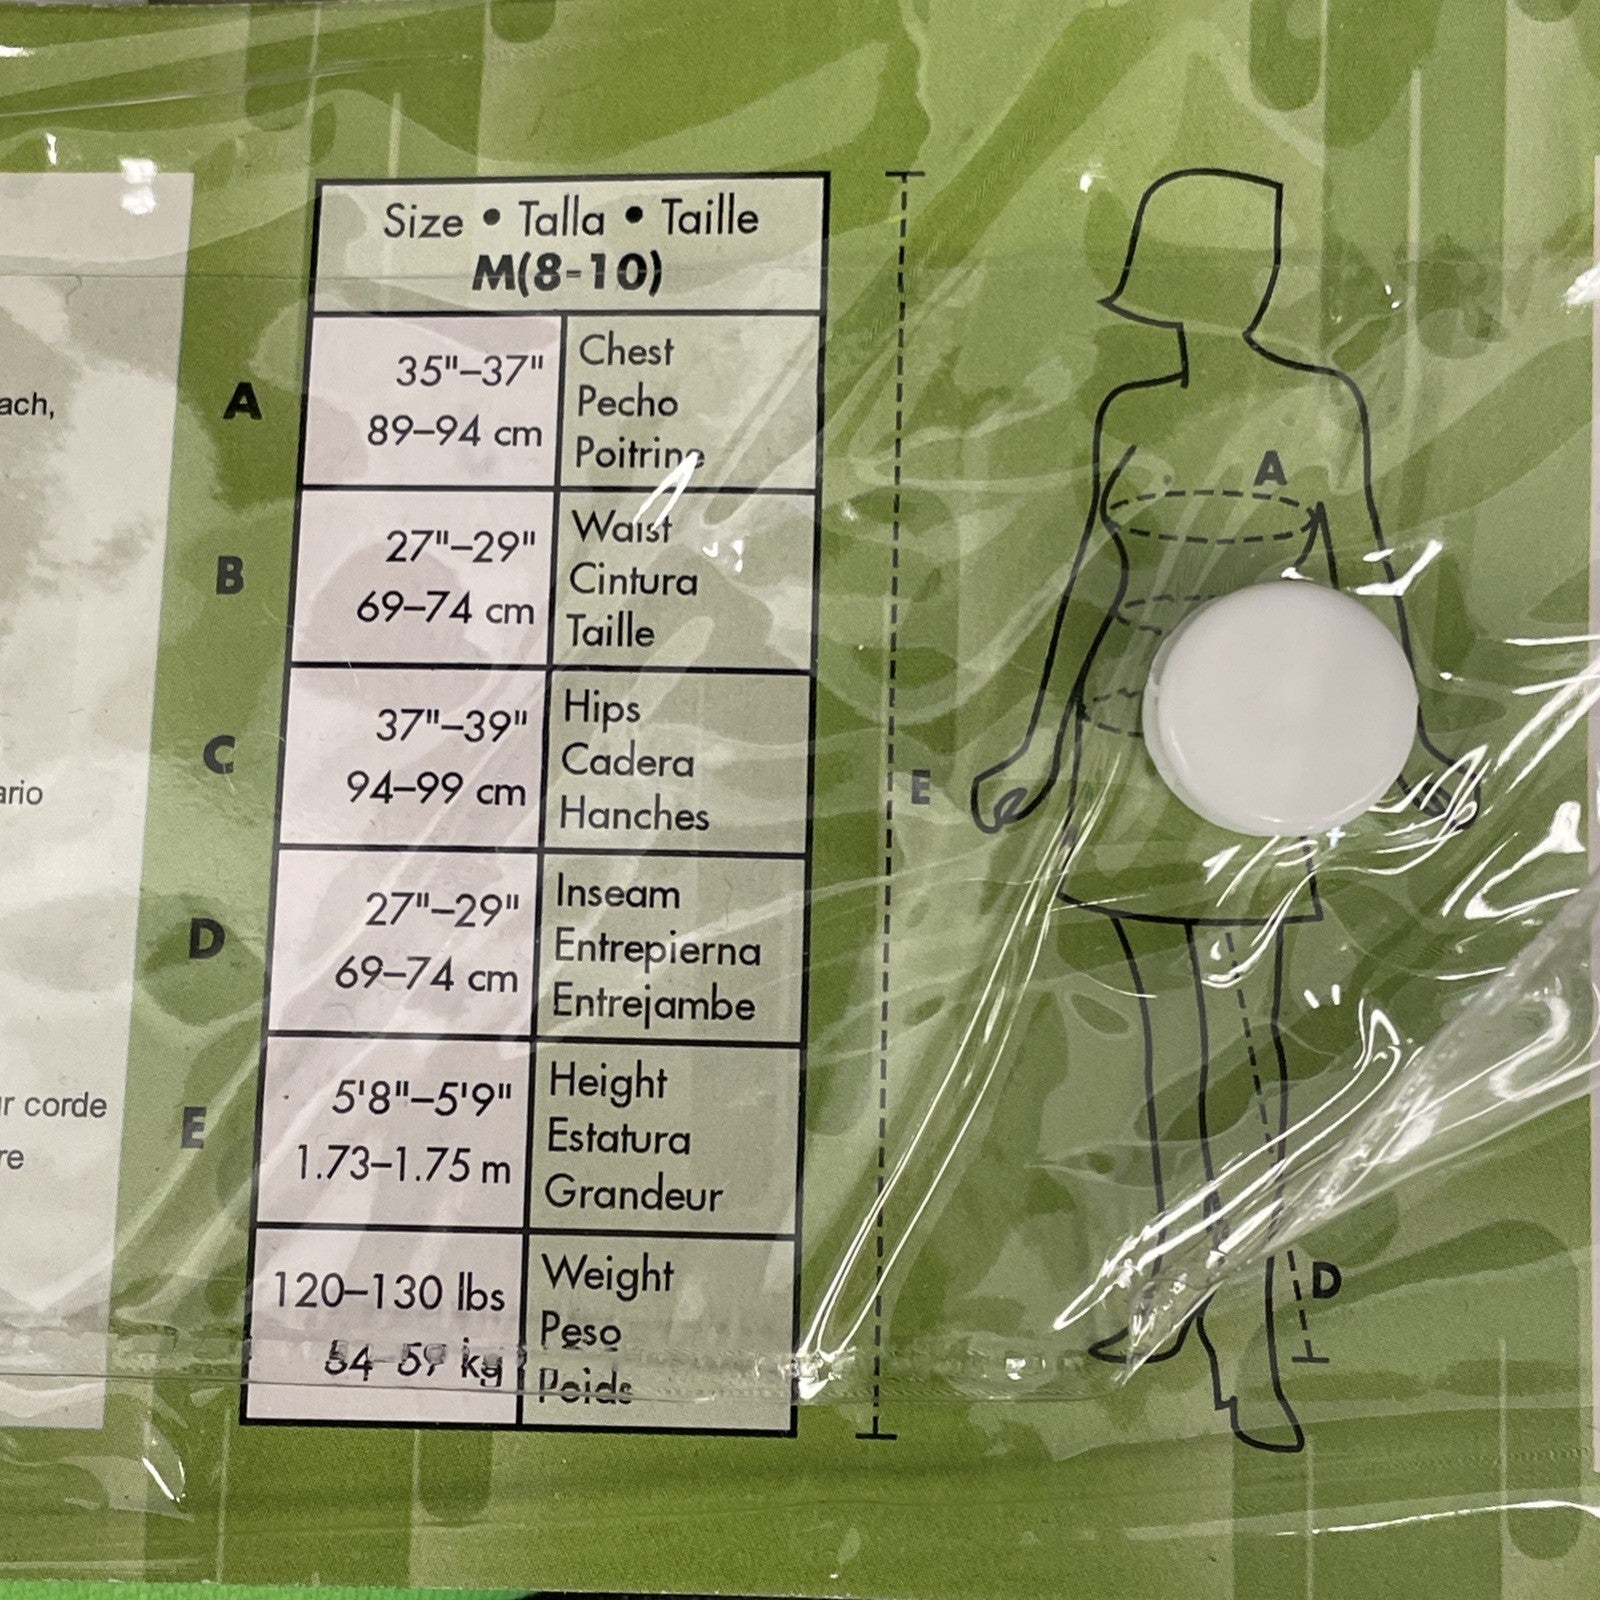 Size • Talla • Taille
M(8-10)
A
35"–37"
89–94 cm
Chest
Pecho
Poitrine
B
27"–29"
69–74 cm
Waist
Cintura
Taille
C
37"–39"
94–99 cm
Hips
Cadera
Hanches
D
27"–29"
69–74 cm
Inseam
Entrepierna
Entrejambe
E
5'8"–5'9"
1.73–1.75 m
Height
Estatura
Grandeur
120–130 lbs
54–59 kg
Weight
Peso
Poids
ach,
ario
r corde
re
A
E
D